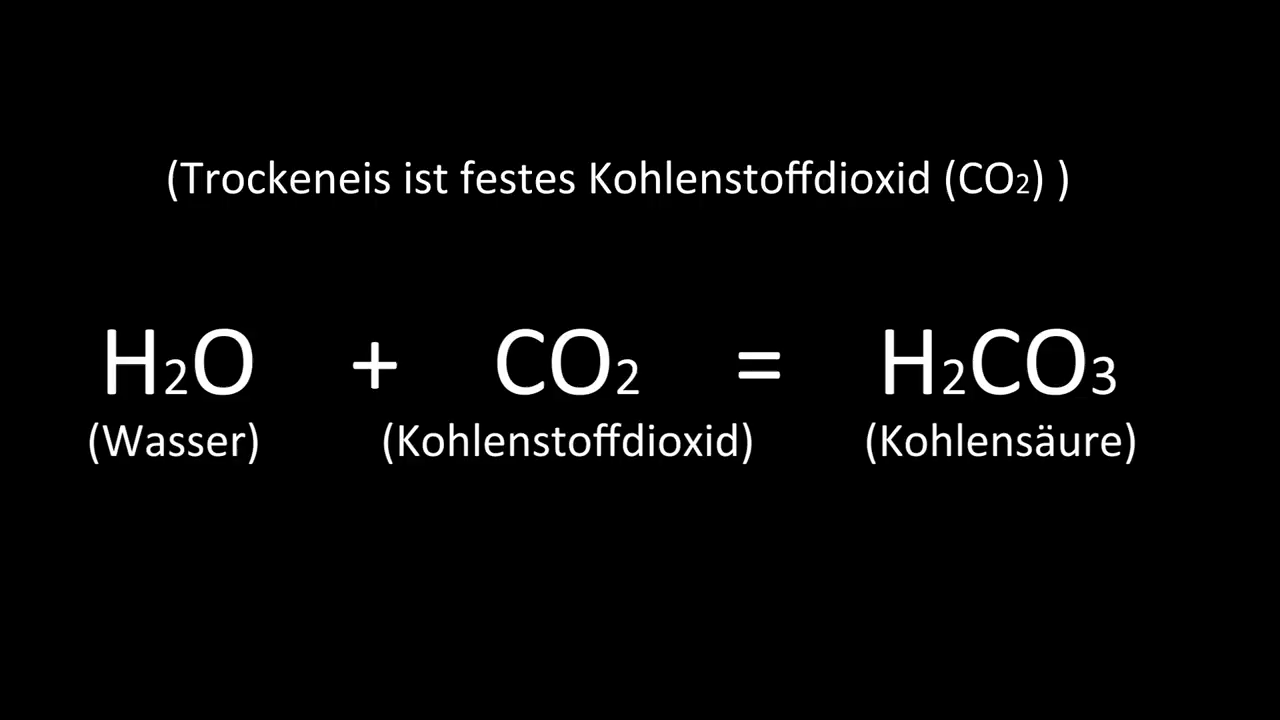 (Trockeneis ist festes Kohlenstoffdioxid (CO₂) )
H₂O + CO₂ = H₂CO₃
(Wasser) (Kohlenstoffdioxid) (Kohlensäure)